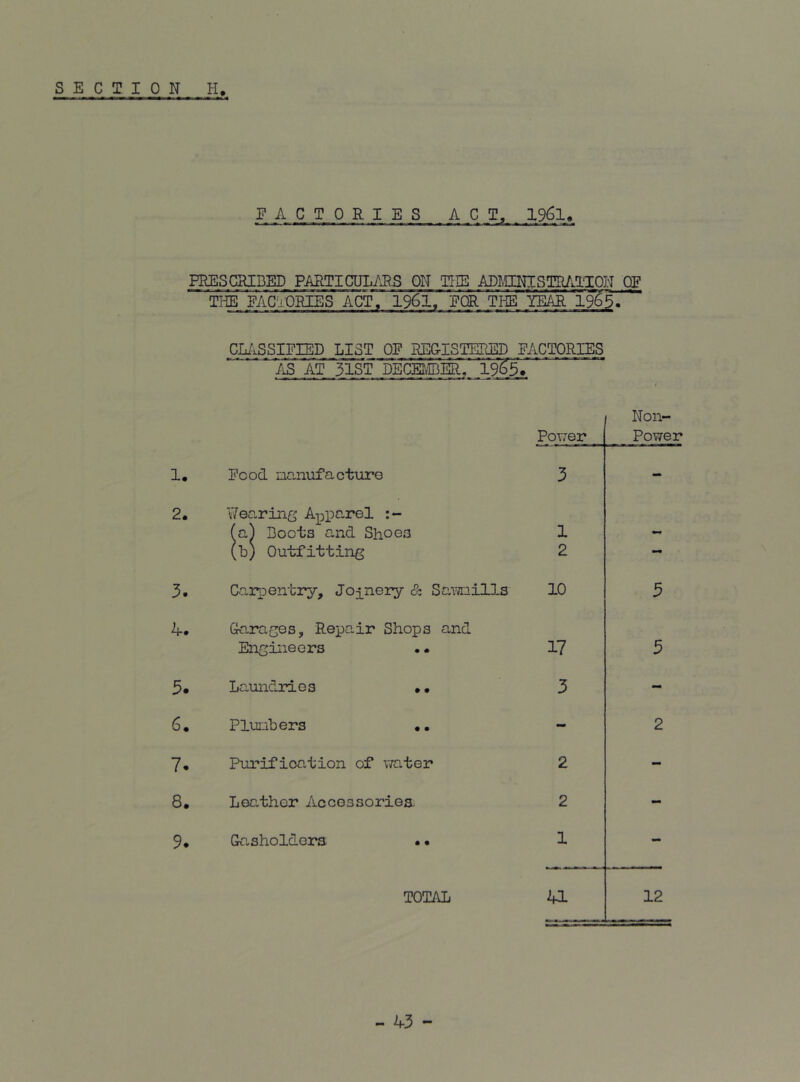 SECTION H.
FACTORIES ACT, 1961.
PRESCRIBED PARTICULARS ON THE ADMINISTRATION OF
THE FACTORIES ACT, 1961, FOR THE YEAR 1965.
CLASSIFIED LIST OF REGISTERED FACTORIES
AS AT 31ST DECEMBER, 1965.
Power Non-Power
1. Food manufacture 3 -
2. Wearing Apparel :-
(a) Boots and Shoes 1 -
(b) Outfitting 2 -
3. Carpentry, Joinery & Sawmills 10 5
4. Garages, Repair Shops and
Engineers .. 17 5
5. Laundries .. 3 -
6. Plumbers .. - 2
7. Purification of water 2 -
8. Leather Accessories. 2 -
9. Gasholders .. 1 -
TOTAL 41 12
- 43 -